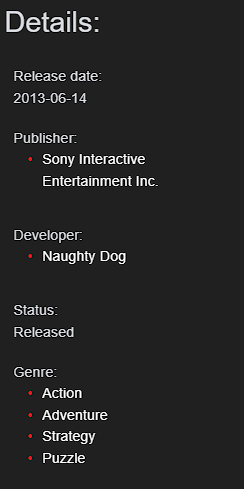 Details:
Release date:
2013-06-14
Publisher:
• Sony Interactive
Entertainment Inc.
Developer:
• Naughty Dog
Status:
Released
Genre:
• Action
• Adventure
• Strategy
• Puzzle